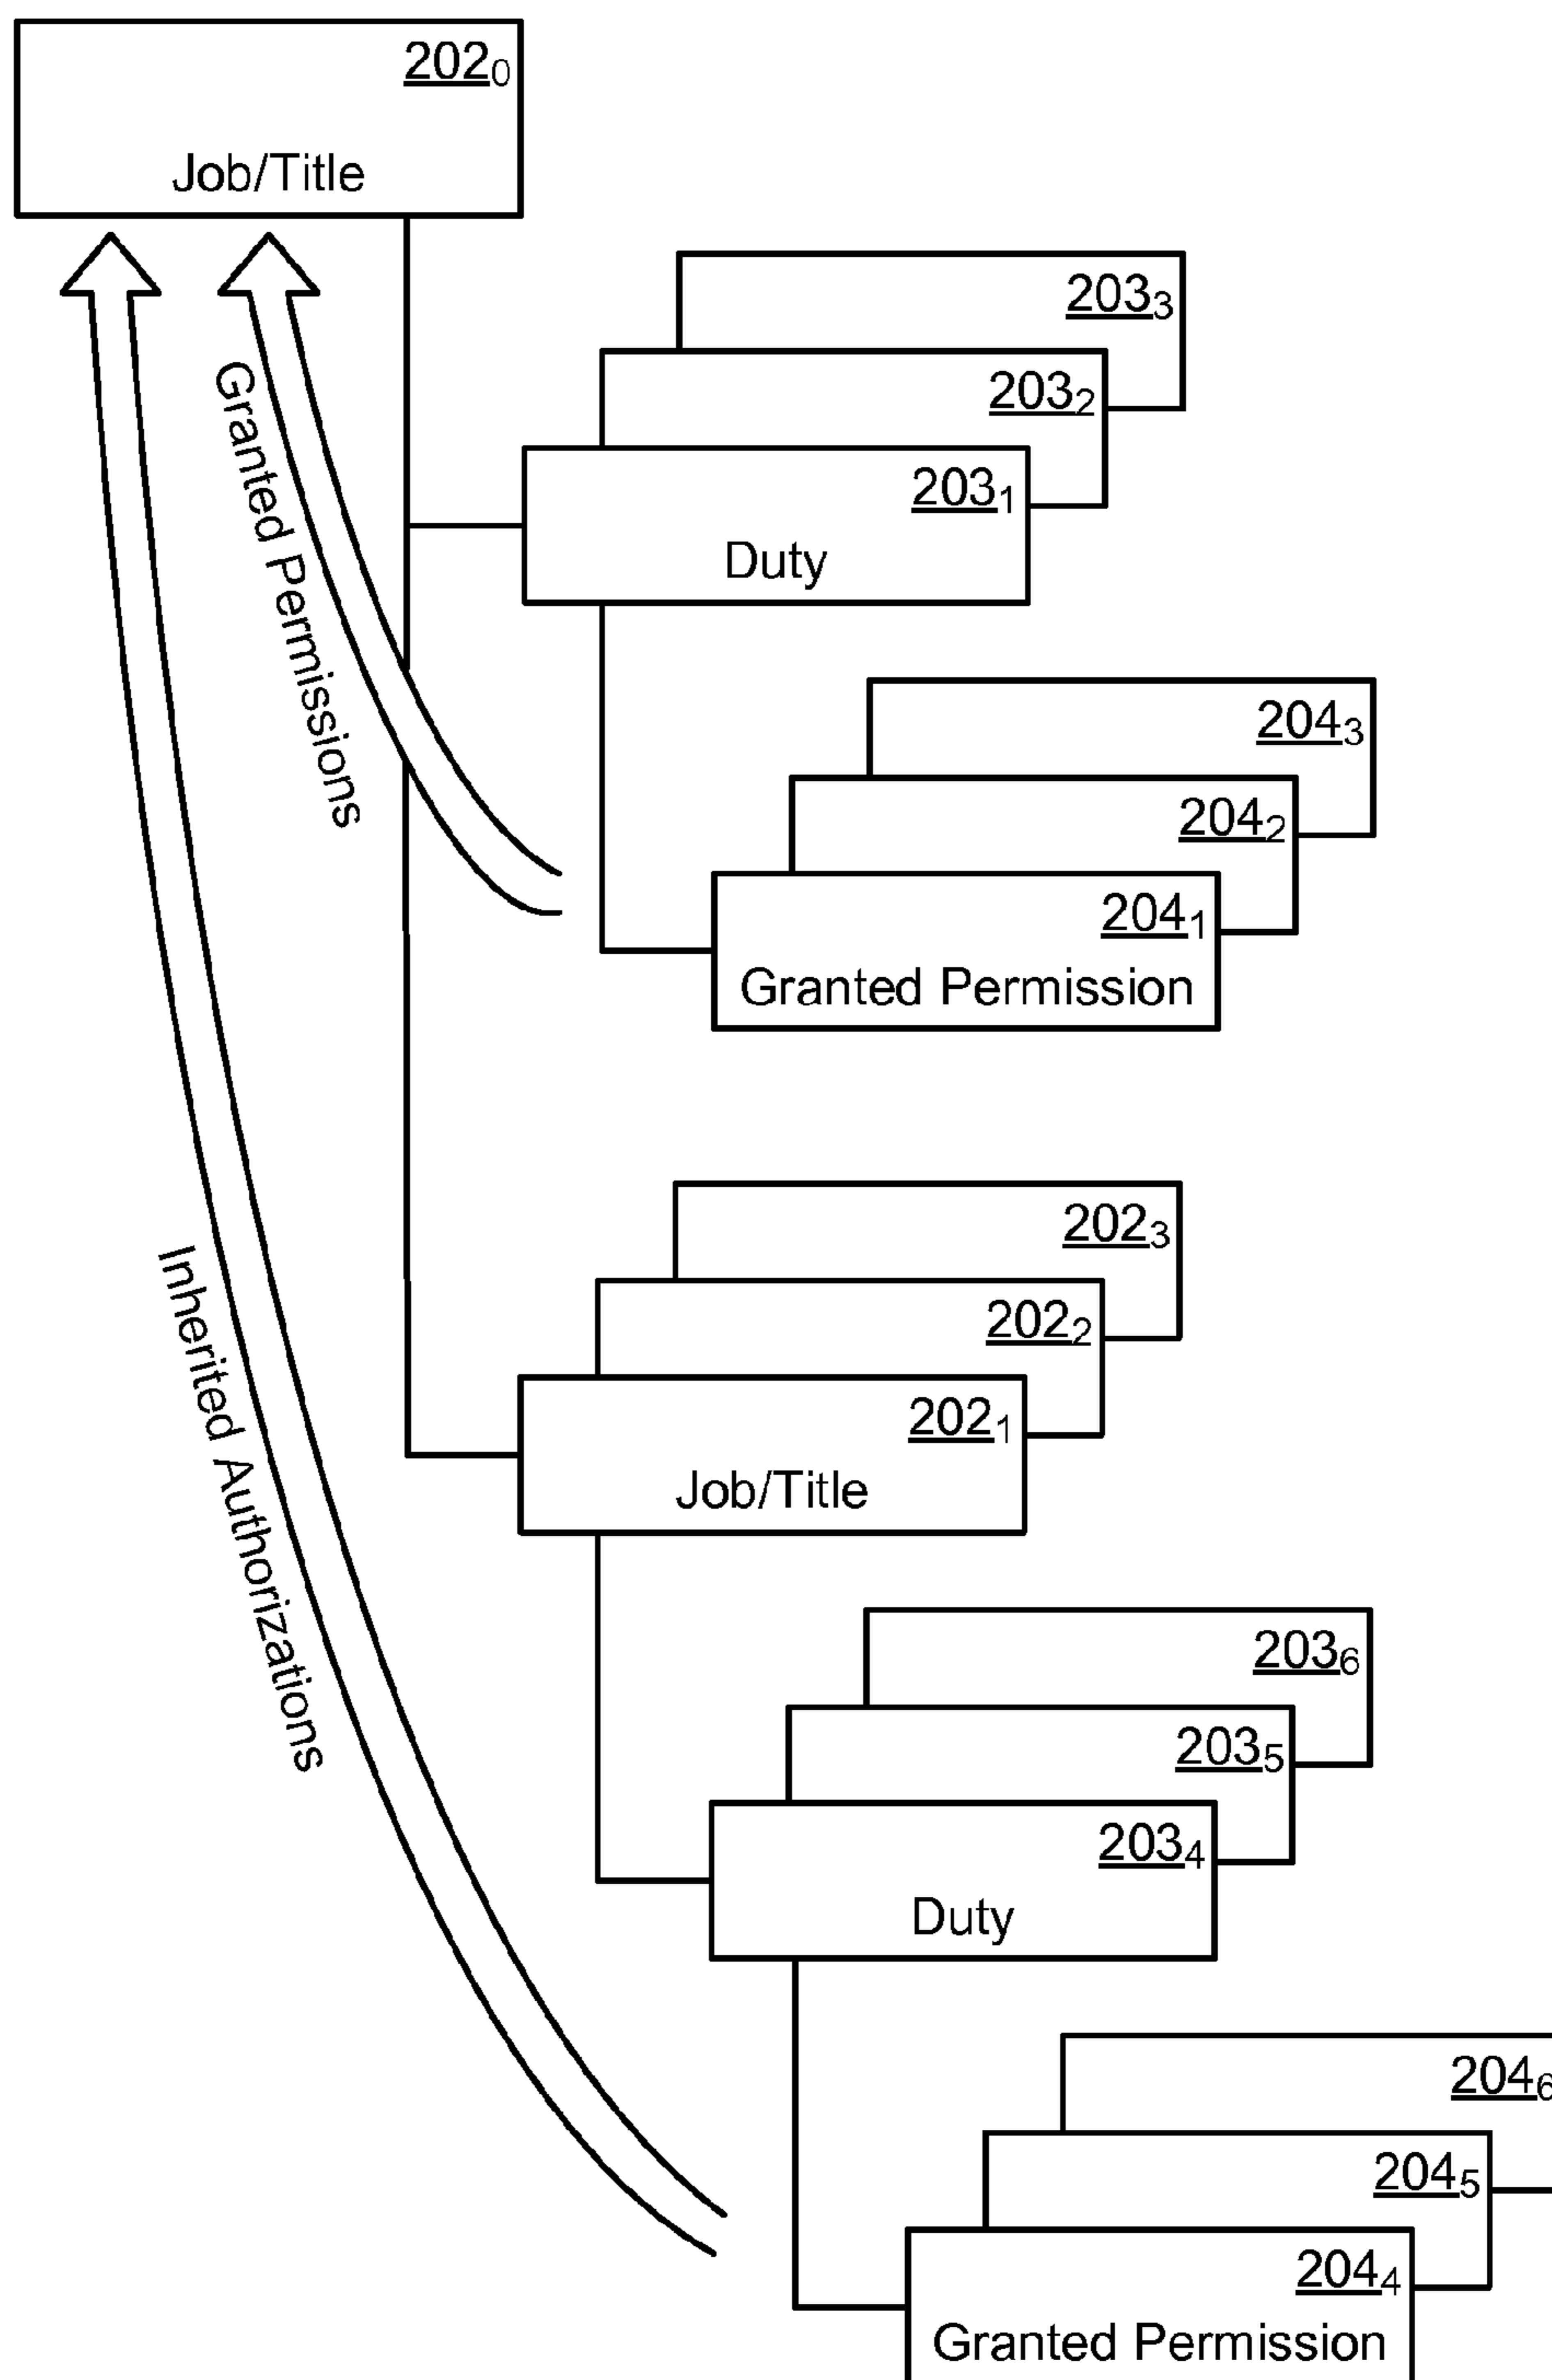 202₀
Job/Title
203₃
203₂
203₁
Duty
Granted Permissions
204₃
204₂
204₁
Granted Permission
202₃
202₂
202₁
Job/Title
Inherited Authorizations
203₆
203₅
203₄
Duty
204₆
204₅
204₄
Granted Permission